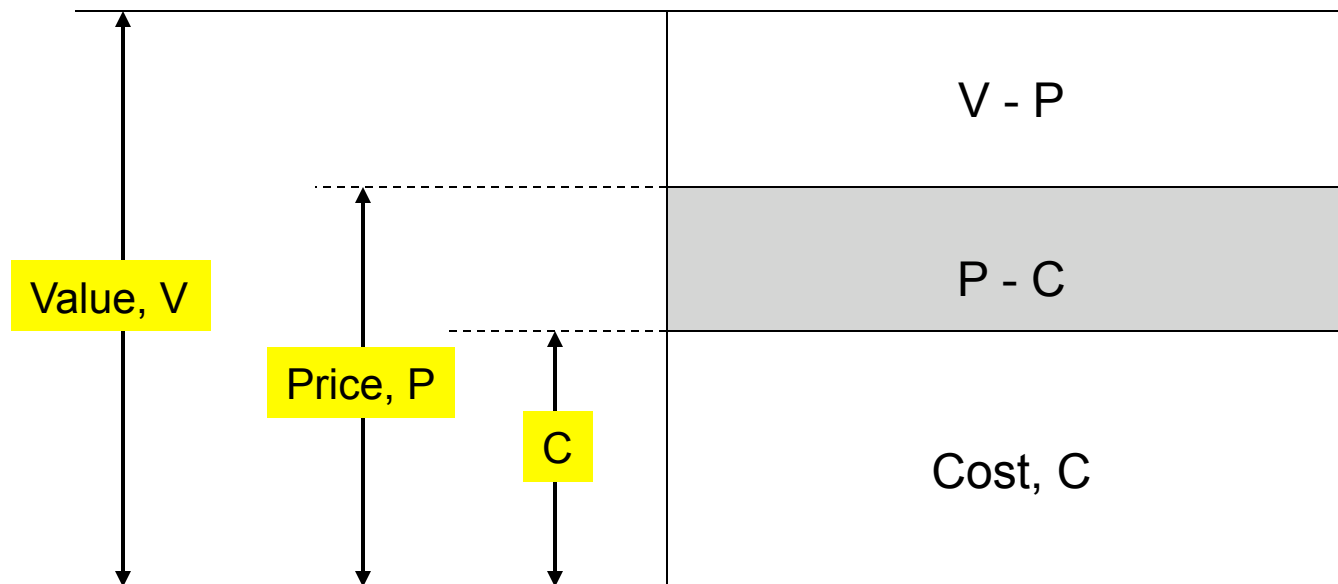 V - P
Value, V
P - C
Price, P
C
Cost, C